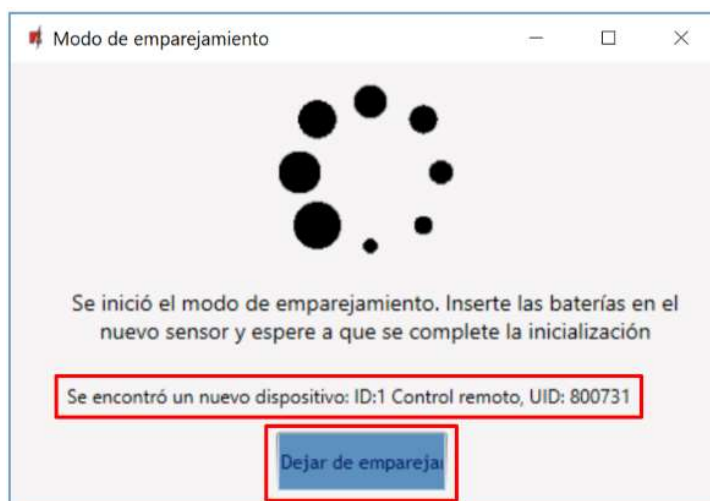 Modo de emparejamiento
Se inició el modo de emparejamiento. Inserte las baterías en el
nuevo sensor y espere a que se complete la inicialización
Se encontró un nuevo dispositivo: ID:1 Control remoto, UID: 800731
Dejar de empareja